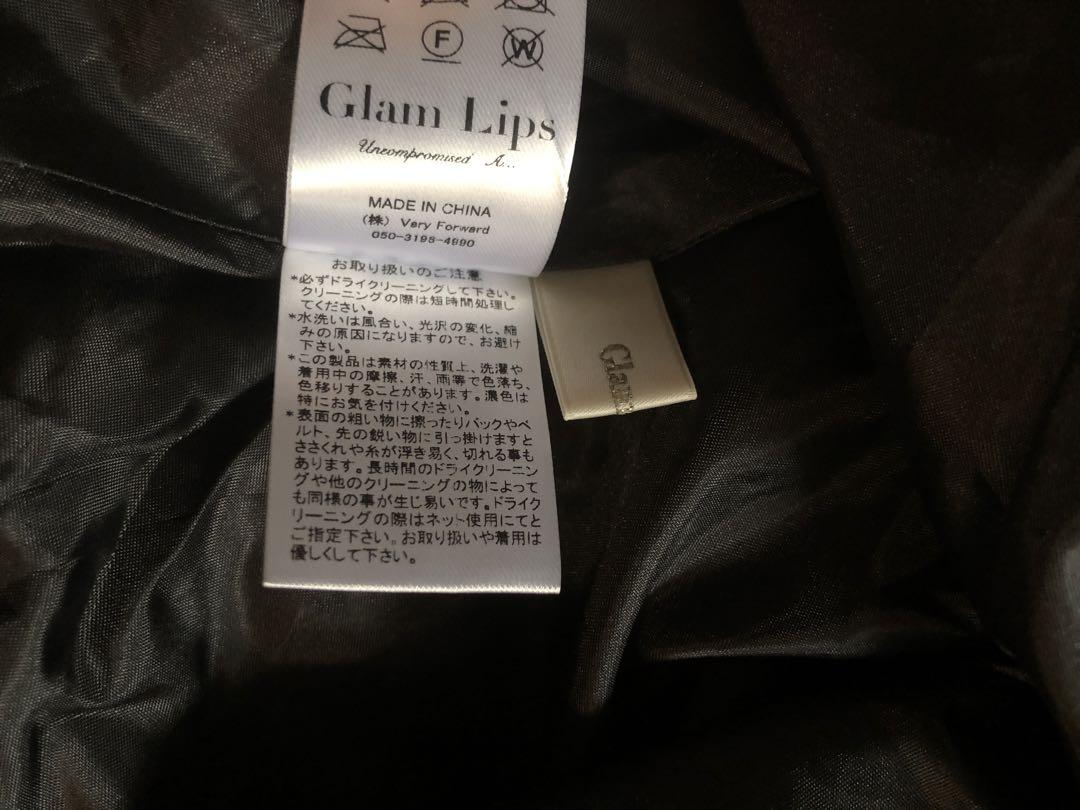 F
W
Glam Lips
Uncompromised A...
MADE IN CHINA
(株) Very Forward
050-3198-4990
お取り扱いのご注意
*必ずドライクリーニングして下さい。
クリーニングの際は短時間処理し
てください。
*水洗いは風合い、光沢の変化、縮
みの原因になりますので、お避け
下さい。
*この製品は素材の性質上、洗濯や
着用中の摩擦、汗、雨等で色落ち、
色移りすることがあります。濃色は
特にお気を付けください。
*表面の粗い物に擦ったりバックやベ
ルト、先の鋭い物に引っ掛けますと
ささくれや糸が浮き易く、切れる事も
あります。長時間のドライクリーニン
グや他のクリーニングの物によって
も同様の事が生じ易いです。ドライク
リーニングの際はネット使用にてと
ご指定下さい。お取り扱いや着用は
優しくして下さい。
Glam